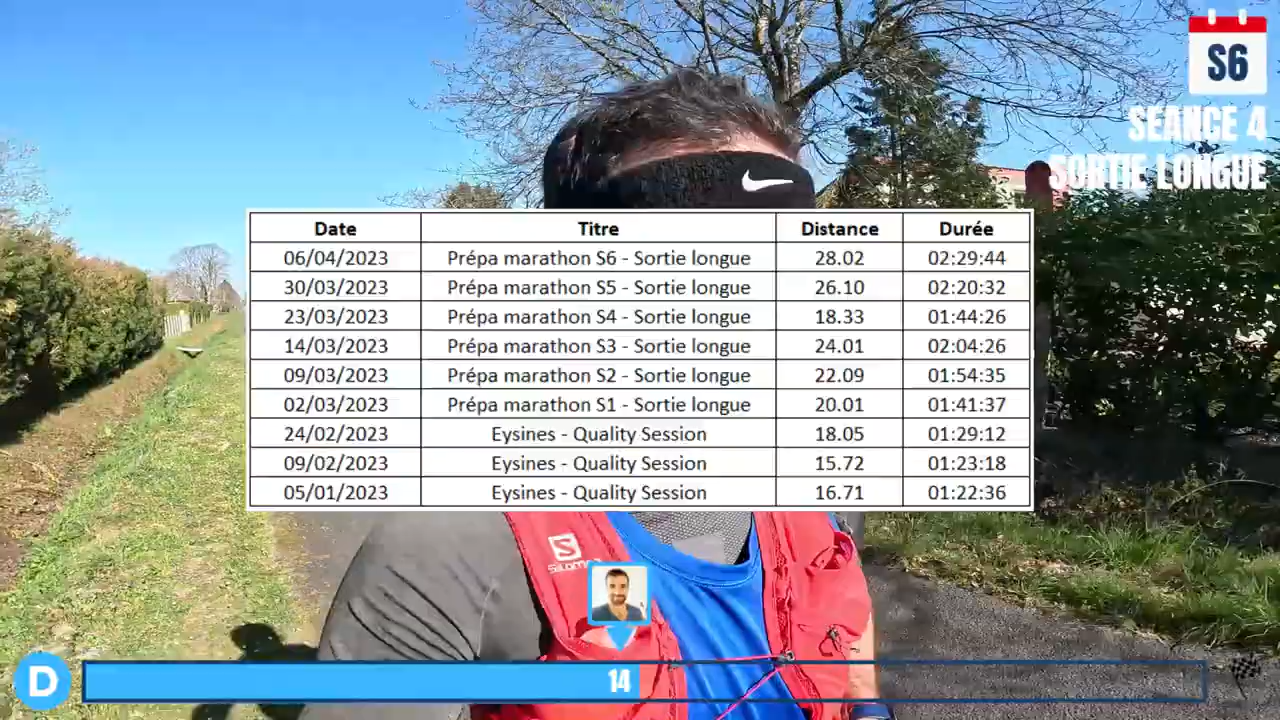 S6
SEANCE 4
SORTIE LONGUE
Date Titre Distance Durée
06/04/2023 Prépa marathon S6 - Sortie longue 28.02 02:29:44
30/03/2023 Prépa marathon S5 - Sortie longue 26.10 02:20:32
23/03/2023 Prépa marathon S4 - Sortie longue 18.33 01:44:26
14/03/2023 Prépa marathon S3 - Sortie longue 24.01 02:04:26
09/03/2023 Prépa marathon S2 - Sortie longue 22.09 01:54:35
02/03/2023 Prépa marathon S1 - Sortie longue 20.01 01:41:37
24/02/2023 Eysines - Quality Session 18.05 01:29:12
09/02/2023 Eysines - Quality Session 15.72 01:23:18
05/01/2023 Eysines - Quality Session 16.71 01:22:36
D 14